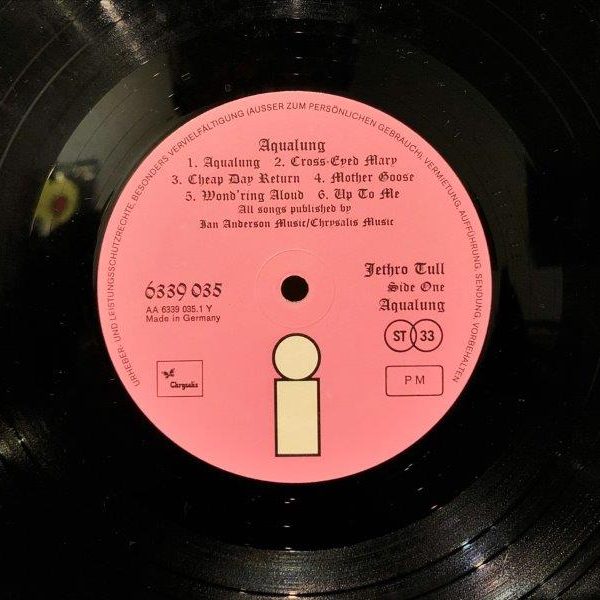 URHEBER- UND LEISTUNGSSCHUTZRECHTE, BESONDERS VERVIELFÄLTIGUNG (AUSSER ZUM PERSÖNLICHEN GEBRAUCH), VERMIETUNG, AUFFÜHRUNG, SENDUNG, VORBEHALTEN
Aqualung
1. Aqualung 2. Cross-Eyed Mary
3. Cheap Day Return 4. Mother Goose
5. Wond'ring Aloud 6. Up To Me
All songs published by
Ian Anderson Music/Chrysalis Music
6339 035
AA 6339 035.1 Y
Made in Germany
Jethro Tull
Side One
Aqualung
ST 33
Chrysalis
i
PM